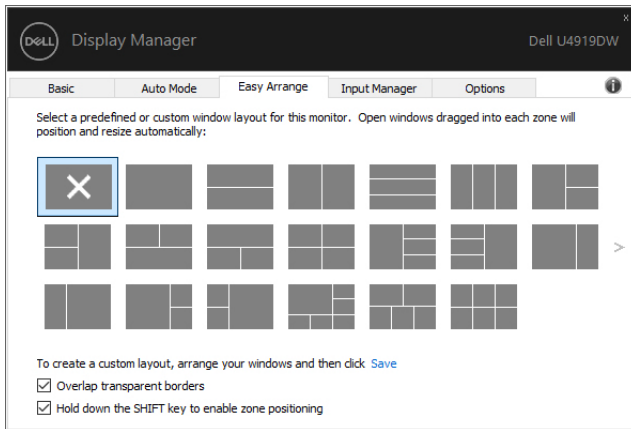 x
DELL Display Manager Dell U4919DW
Basic Auto Mode Easy Arrange Input Manager Options i
Select a predefined or custom window layout for this monitor. Open windows dragged into each zone will
position and resize automatically:
>
To create a custom layout, arrange your windows and then click Save
Overlap transparent borders
Hold down the SHIFT key to enable zone positioning